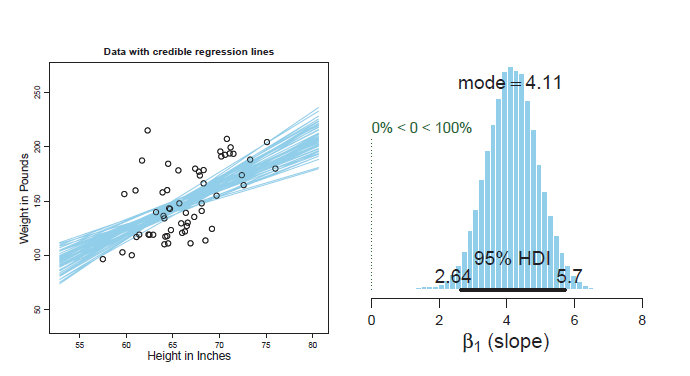 Data with credible regression lines
Weight in Pounds
250
200
150
100
50
55 60 65 70 75 80
Height in Inches
mode = 4.11
0% < 0 < 100%
95% HDI
2.64 5.7
0 2 4 6 8
β1 (slope)